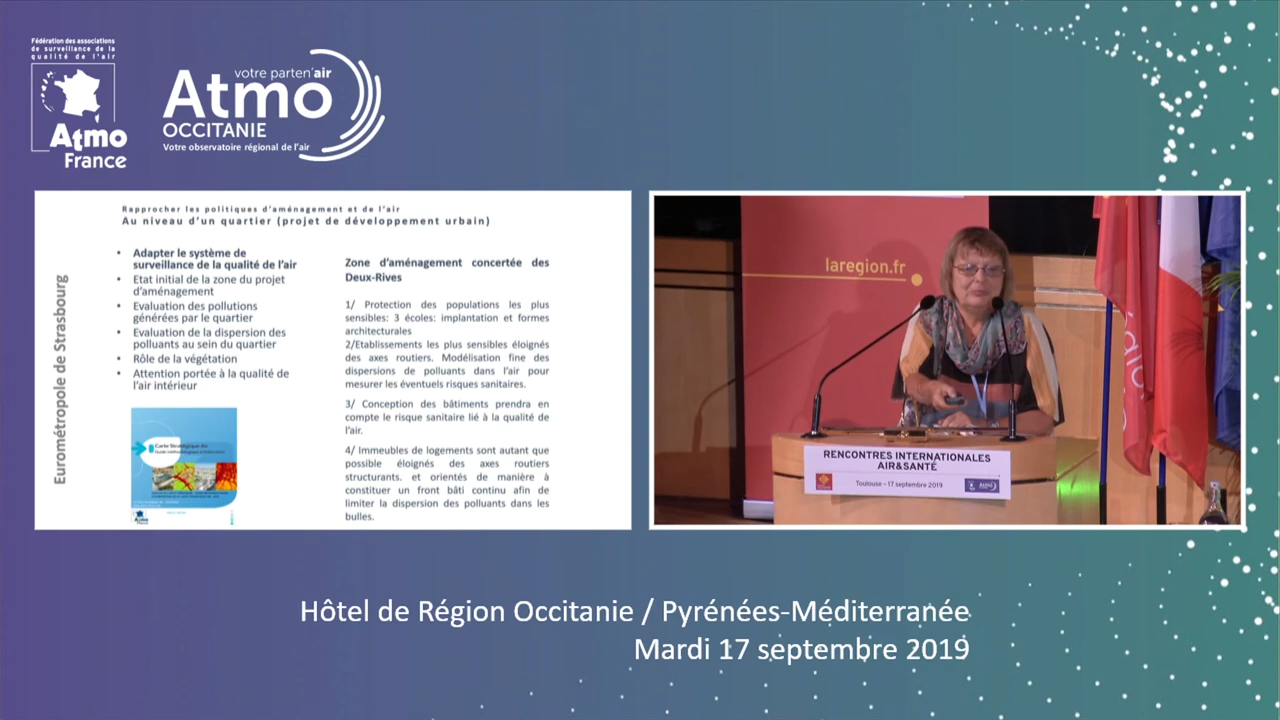 Fédération des associations
de surveillance de la
qualité de l'air
Atmo
France
votre parten'air
Atmo
OCCITANIE
Votre observatoire régional de l'air
Rapprocher les politiques d'aménagement et de l'air
Au niveau d'un quartier (projet de développement urbain)
Eurométropole de Strasbourg
• Adapter le système de
surveillance de la qualité de l'air
• Etat initial de la zone du projet
d'aménagement
• Evaluation des pollutions
générées par le quartier
• Evaluation de la dispersion des
polluants au sein du quartier
• Rôle de la végétation
• Attention portée à la qualité de
l'air intérieur
Carte Stratégique Air
Atmo
France
Zone d'aménagement concertée des
Deux-Rives
1/ Protection des populations les plus
sensibles: 3 écoles: implantation et formes
architecturales
2/Etablissements les plus sensibles éloignés
des axes routiers. Modélisation fine des
dispersions de polluants dans l'air pour
mesurer les éventuels risques sanitaires.
3/ Conception des bâtiments prendra en
compte le risque sanitaire lié à la qualité de
l'air.
4/ Immeubles de logements sont autant que
possible éloignés des axes routiers
structurants. et orientés de manière à
constituer un front bâti continu afin de
limiter la dispersion des polluants dans les
bulles.
laregion.fr
RENCONTRES INTERNATIONALES
AIR&SANTÉ
Toulouse - 17 septembre 2019
Hôtel de Région Occitanie / Pyrénées-Méditerranée
Mardi 17 septembre 2019